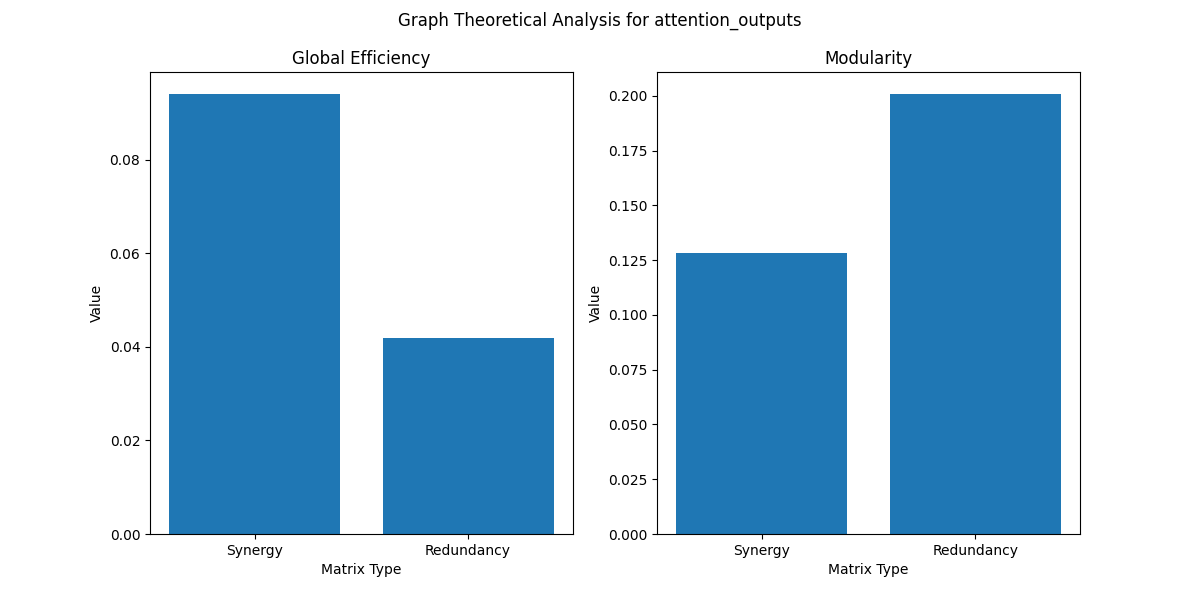 Graph Theoretical Analysis for attention_outputs
Global Efficiency
Value
0.08
0.06
0.04
0.02
0.00
Synergy
Redundancy
Matrix Type
Modularity
Value
0.200
0.175
0.150
0.125
0.100
0.075
0.050
0.025
0.000
Synergy
Redundancy
Matrix Type